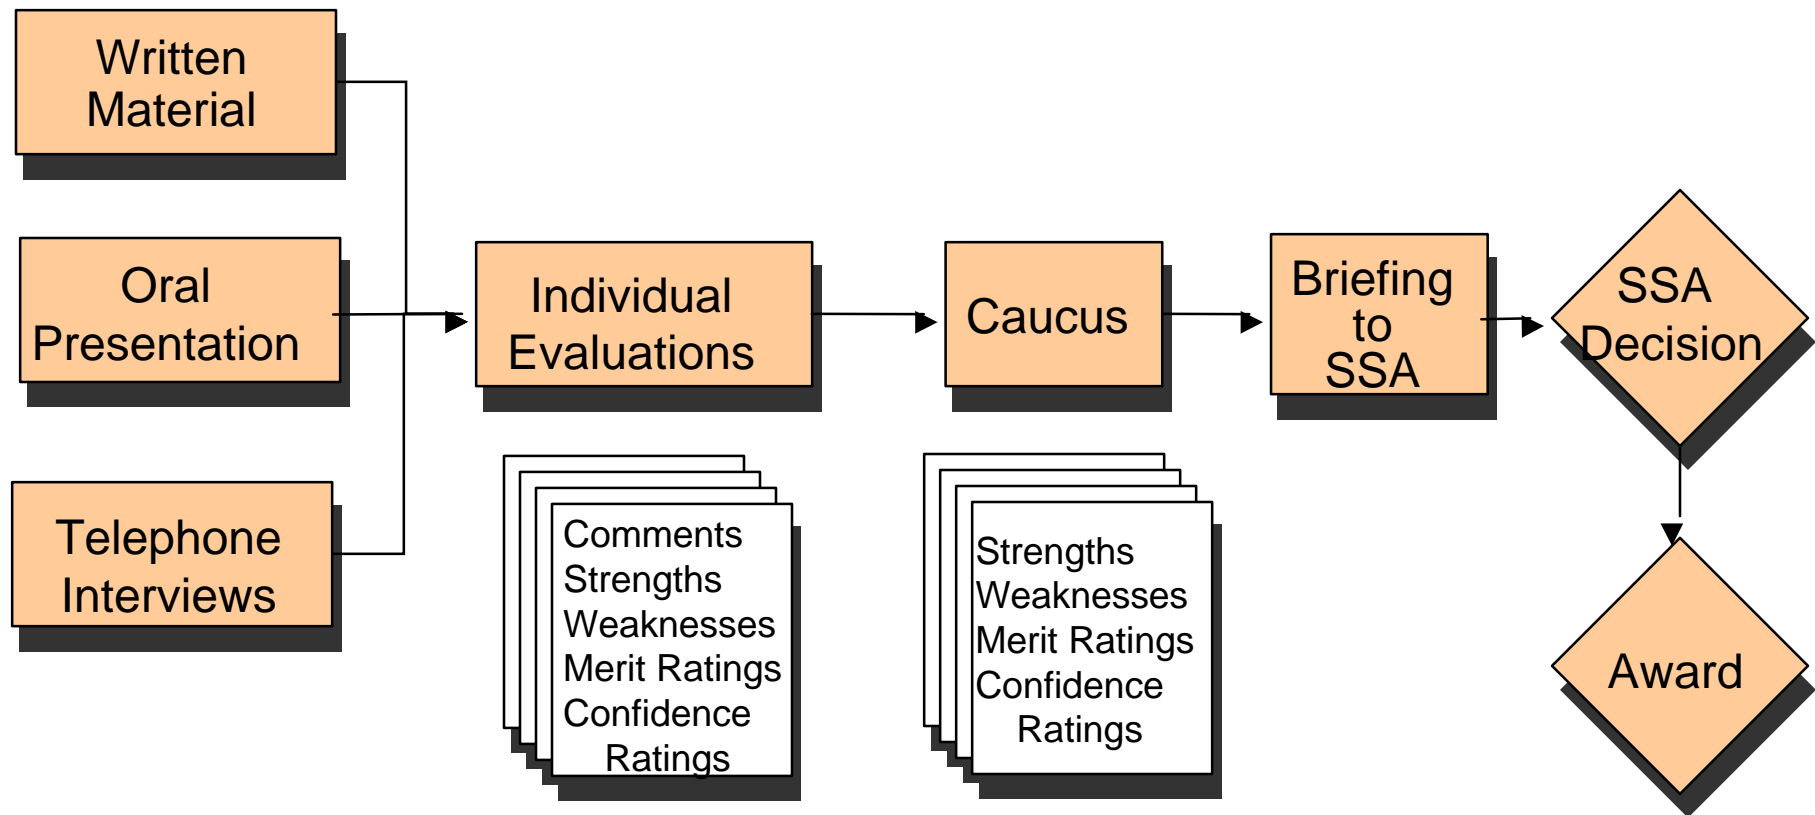 Written
Material
Oral
Presentation
Telephone
Interviews
Individual
Evaluations
Comments
Strengths
Weaknesses
Merit Ratings
Confidence
Ratings
Caucus
Strengths
Weaknesses
Merit Ratings
Confidence
Ratings
Briefing
to
SSA
SSA
Decision
Award